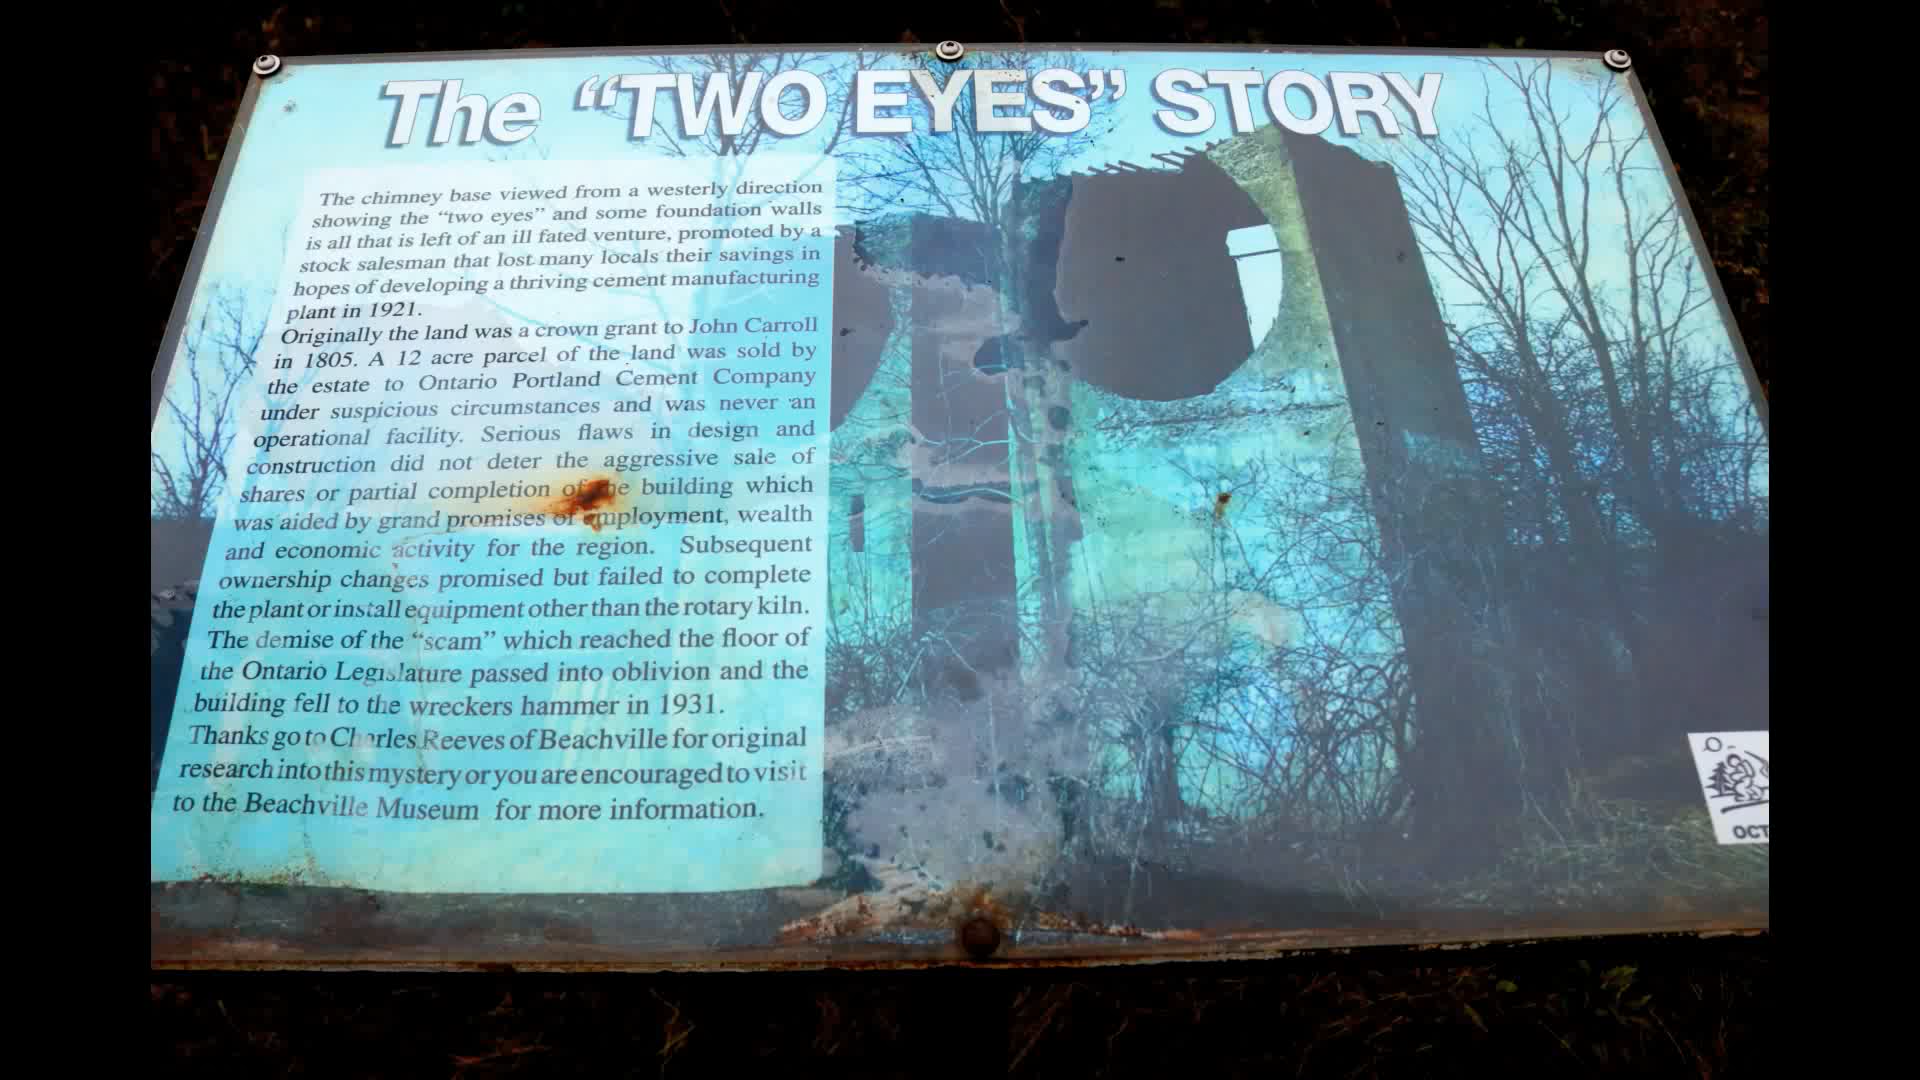 The “TWO EYES” STORY
The chimney base viewed from a westerly direction
showing the “two eyes” and some foundation walls
is all that is left of an ill fated venture, promoted by a
stock salesman that lost many locals their savings in
hopes of developing a thriving cement manufacturing
plant in 1921.
Originally the land was a crown grant to John Carroll
in 1805. A 12 acre parcel of the land was sold by
the estate to Ontario Portland Cement Company
under suspicious circumstances and was never an
operational facility. Serious flaws in design and
construction did not deter the aggressive sale of
shares or partial completion of the building which
was aided by grand promises of employment, wealth
and economic activity for the region. Subsequent
ownership changes promised but failed to complete
the plant or install equipment other than the rotary kiln.
The demise of the “scam” which reached the floor of
the Ontario Legislature passed into oblivion and the
building fell to the wreckers hammer in 1931.
Thanks go to Charles Reeves of Beachville for original
research into this mystery or you are encouraged to visit
to the Beachville Museum for more information.
OCT